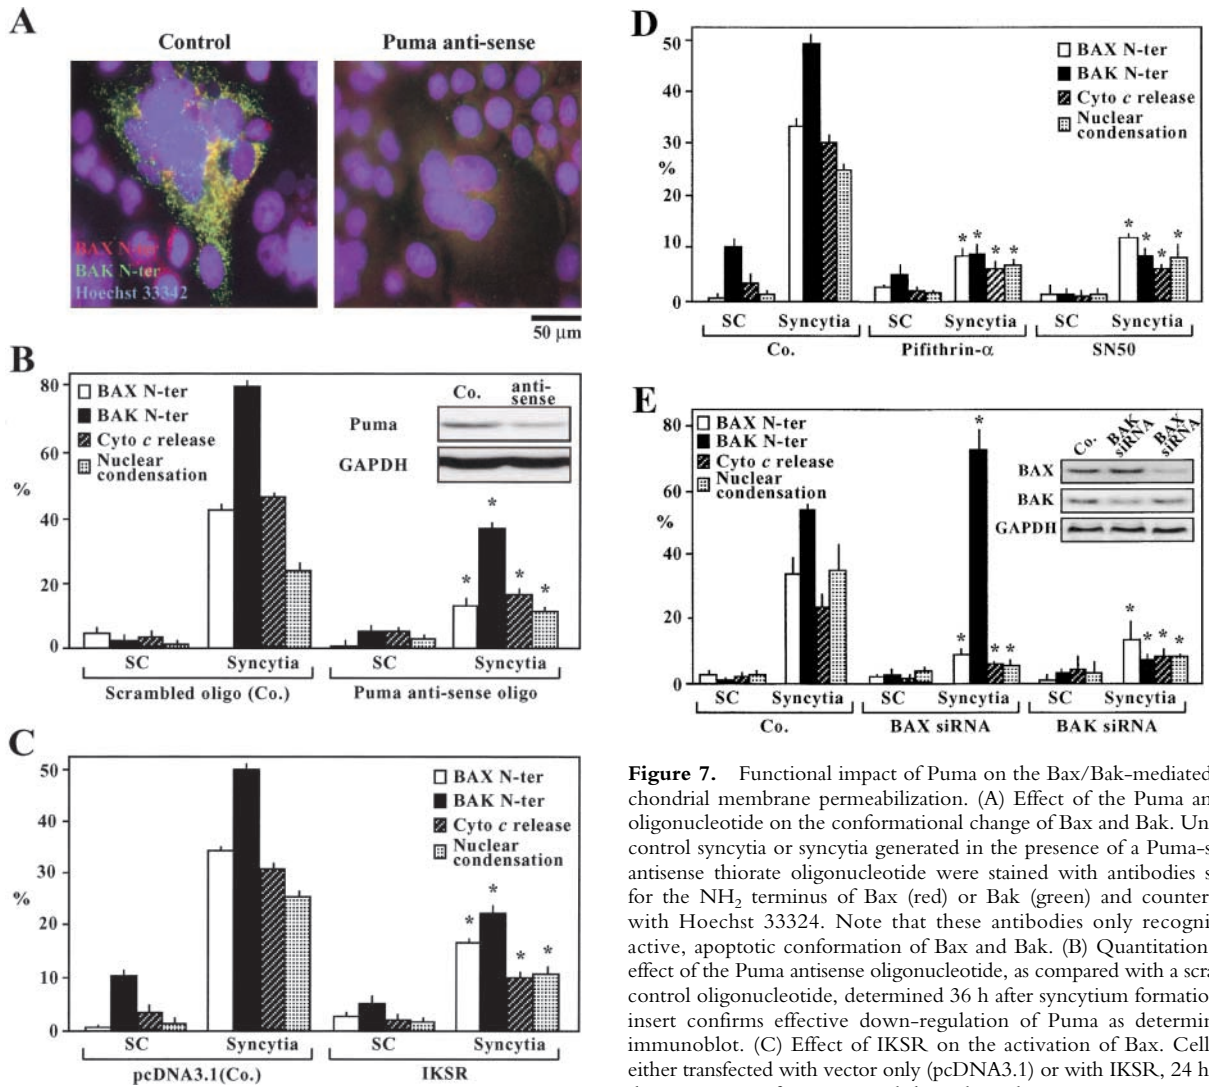 A
Control
Puma anti-sense
BAX N-ter
BAK N-ter
Hoechst 33342
50 µm
B
80
60
%
40
20
0
BAX N-ter
BAK N-ter
Cyto c release
Nuclear
condensation
Co.
anti-
sense
Puma
GAPDH
*
*
*
*
SC
Syncytia
SC
Syncytia
Scrambled oligo (Co.)
Puma anti-sense oligo
C
50
40
30
%
20
10
0
BAX N-ter
BAK N-ter
Cyto c release
Nuclear
condensation
*
*
*
*
SC
Syncytia
SC
Syncytia
pcDNA3.1(Co.)
IKSR
D
50
40
30
%
20
10
0
BAX N-ter
BAK N-ter
Cyto c release
Nuclear
condensation
* * * *
* * * *
SC
Syncytia
SC
Syncytia
SC
Syncytia
Co.
Pifithrin-α
SN50
E
80
60
%
40
20
0
BAX N-ter
BAK N-ter
Cyto c release
Nuclear
condensation
Co.
BAK
siRNA
BAX
siRNA
BAX
BAK
GAPDH
*
*
* *
*
* * *
SC
Syncytia
SC
Syncytia
SC
Syncytia
Co.
BAX siRNA
BAK siRNA
Figure 7. Functional impact of Puma on the Bax/Bak-mediated
chondrial membrane permeabilization. (A) Effect of the Puma an
oligonucleotide on the conformational change of Bax and Bak. Un
control syncytia or syncytia generated in the presence of a Puma-s
antisense thiorate oligonucleotide were stained with antibodies s
for the NH2 terminus of Bax (red) or Bak (green) and counter
with Hoechst 33324. Note that these antibodies only recogni
active, apoptotic conformation of Bax and Bak. (B) Quantitation
effect of the Puma antisense oligonucleotide, as compared with a scra
control oligonucleotide, determined 36 h after syncytium formatio
insert confirms effective down-regulation of Puma as determin
immunoblot. (C) Effect of IKSR on the activation of Bax. Cell
either transfected with vector only (pcDNA3.1) or with IKSR, 24 h